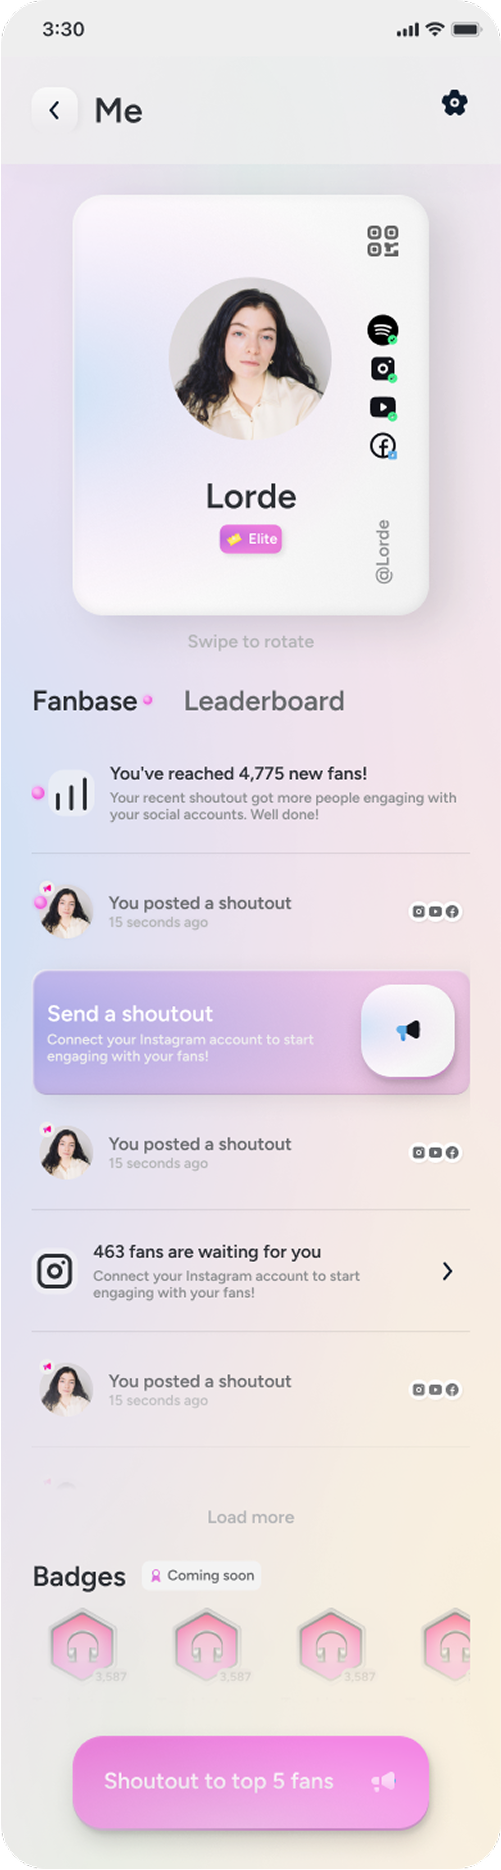 3:30
Me
Lorde
Elite
@Lorde
Swipe to rotate
Fanbase
Leaderboard
You've reached 4,775 new fans!
Your recent shoutout got more people engaging with
your social accounts. Well done!
You posted a shoutout
15 seconds ago
Send a shoutout
Connect your Instagram account to start
engaging with your fans!
You posted a shoutout
15 seconds ago
463 fans are waiting for you
Connect your Instagram account to start
engaging with your fans!
You posted a shoutout
15 seconds ago
Load more
Badges
Coming soon
3,587
3,587
3,587
Shoutout to top 5 fans